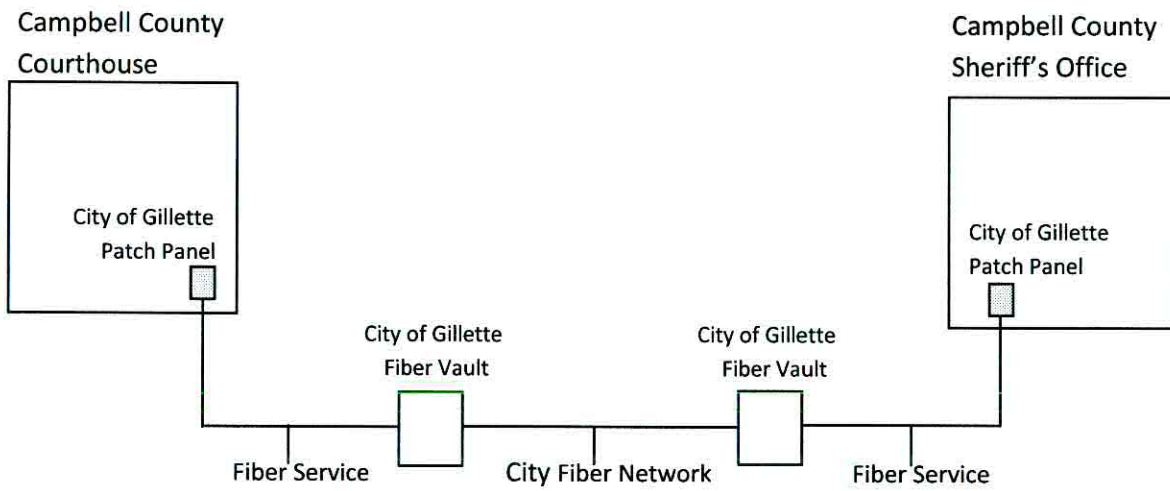 Campbell County
Courthouse
Campbell County
Sheriff's Office
City of Gillette
Patch Panel
City of Gillette
Patch Panel
City of Gillette
Fiber Vault
City of Gillette
Fiber Vault
Fiber Service
City Fiber Network
Fiber Service